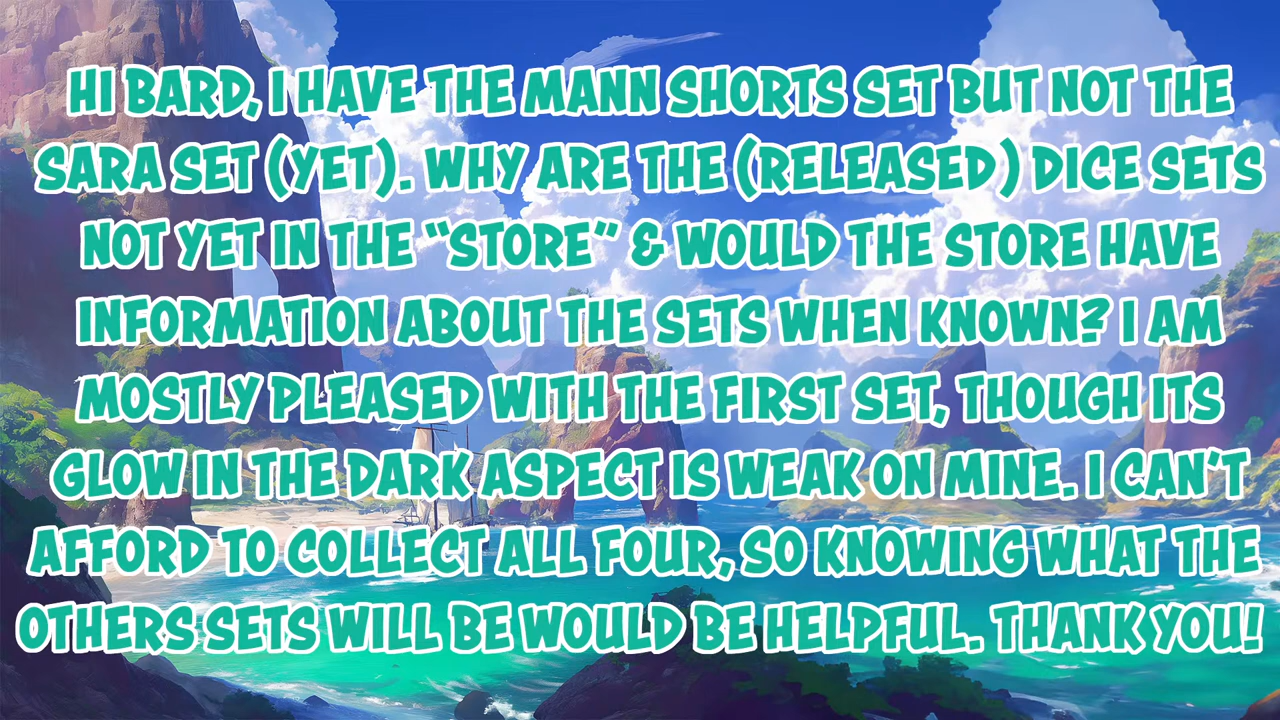 HI BARD, I HAVE THE MANN SHORTS SET BUT NOT THE
SARA SET (YET). WHY ARE THE (RELEASED) DICE SETS
NOT YET IN THE "STORE" & WOULD THE STORE HAVE
INFORMATION ABOUT THE SETS WHEN KNOWN? I AM
MOSTLY PLEASED WITH THE FIRST SET, THOUGH ITS
GLOW IN THE DARK ASPECT IS WEAK ON MINE. I CAN'T
AFFORD TO COLLECT ALL FOUR, SO KNOWING WHAT THE
OTHERS SETS WILL BE WOULD BE HELPFUL. THANK YOU!